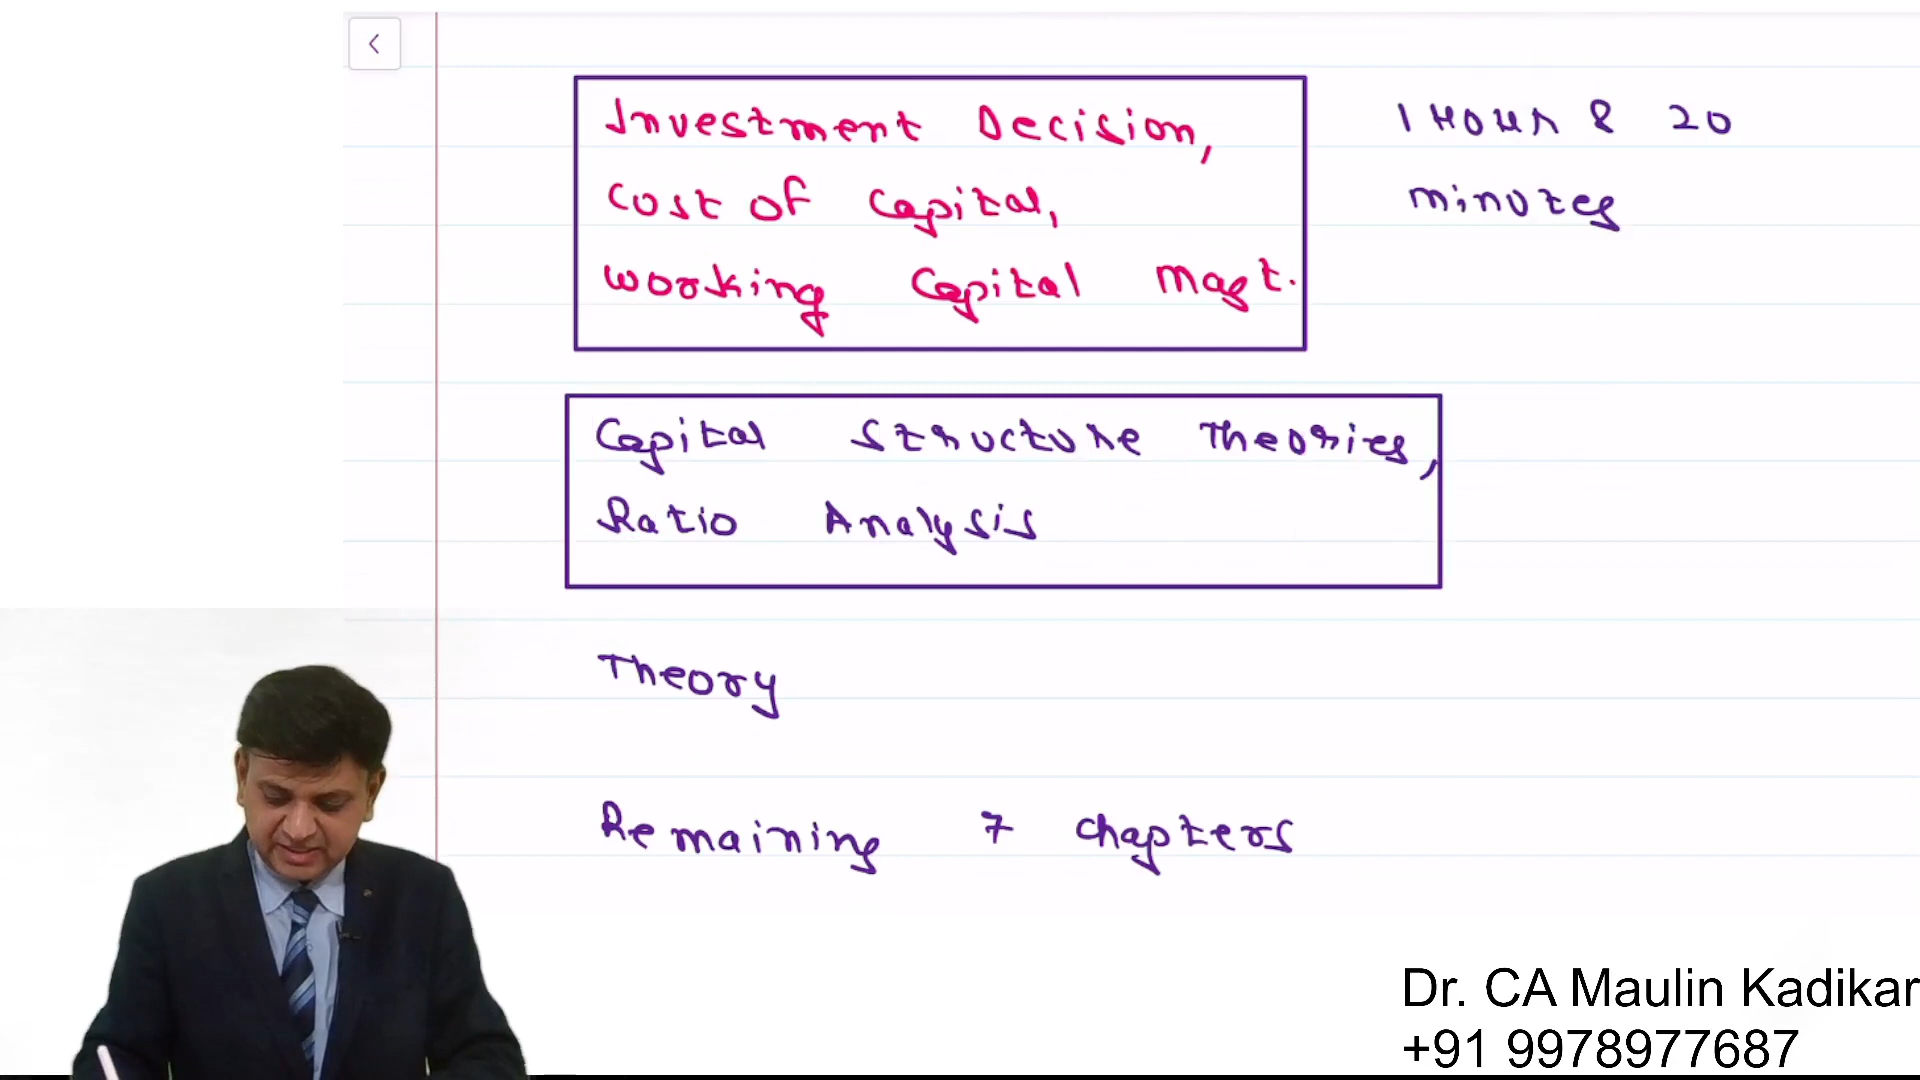 Investment Decision,
Cost of Capital,
Working Capital Magt.
1 Hour & 20
minutes
Capital Structure Theories,
Ratio Analysis
Theory
Remaining 7 chapters
Dr. CA Maulin Kadikar
+91 9978977687